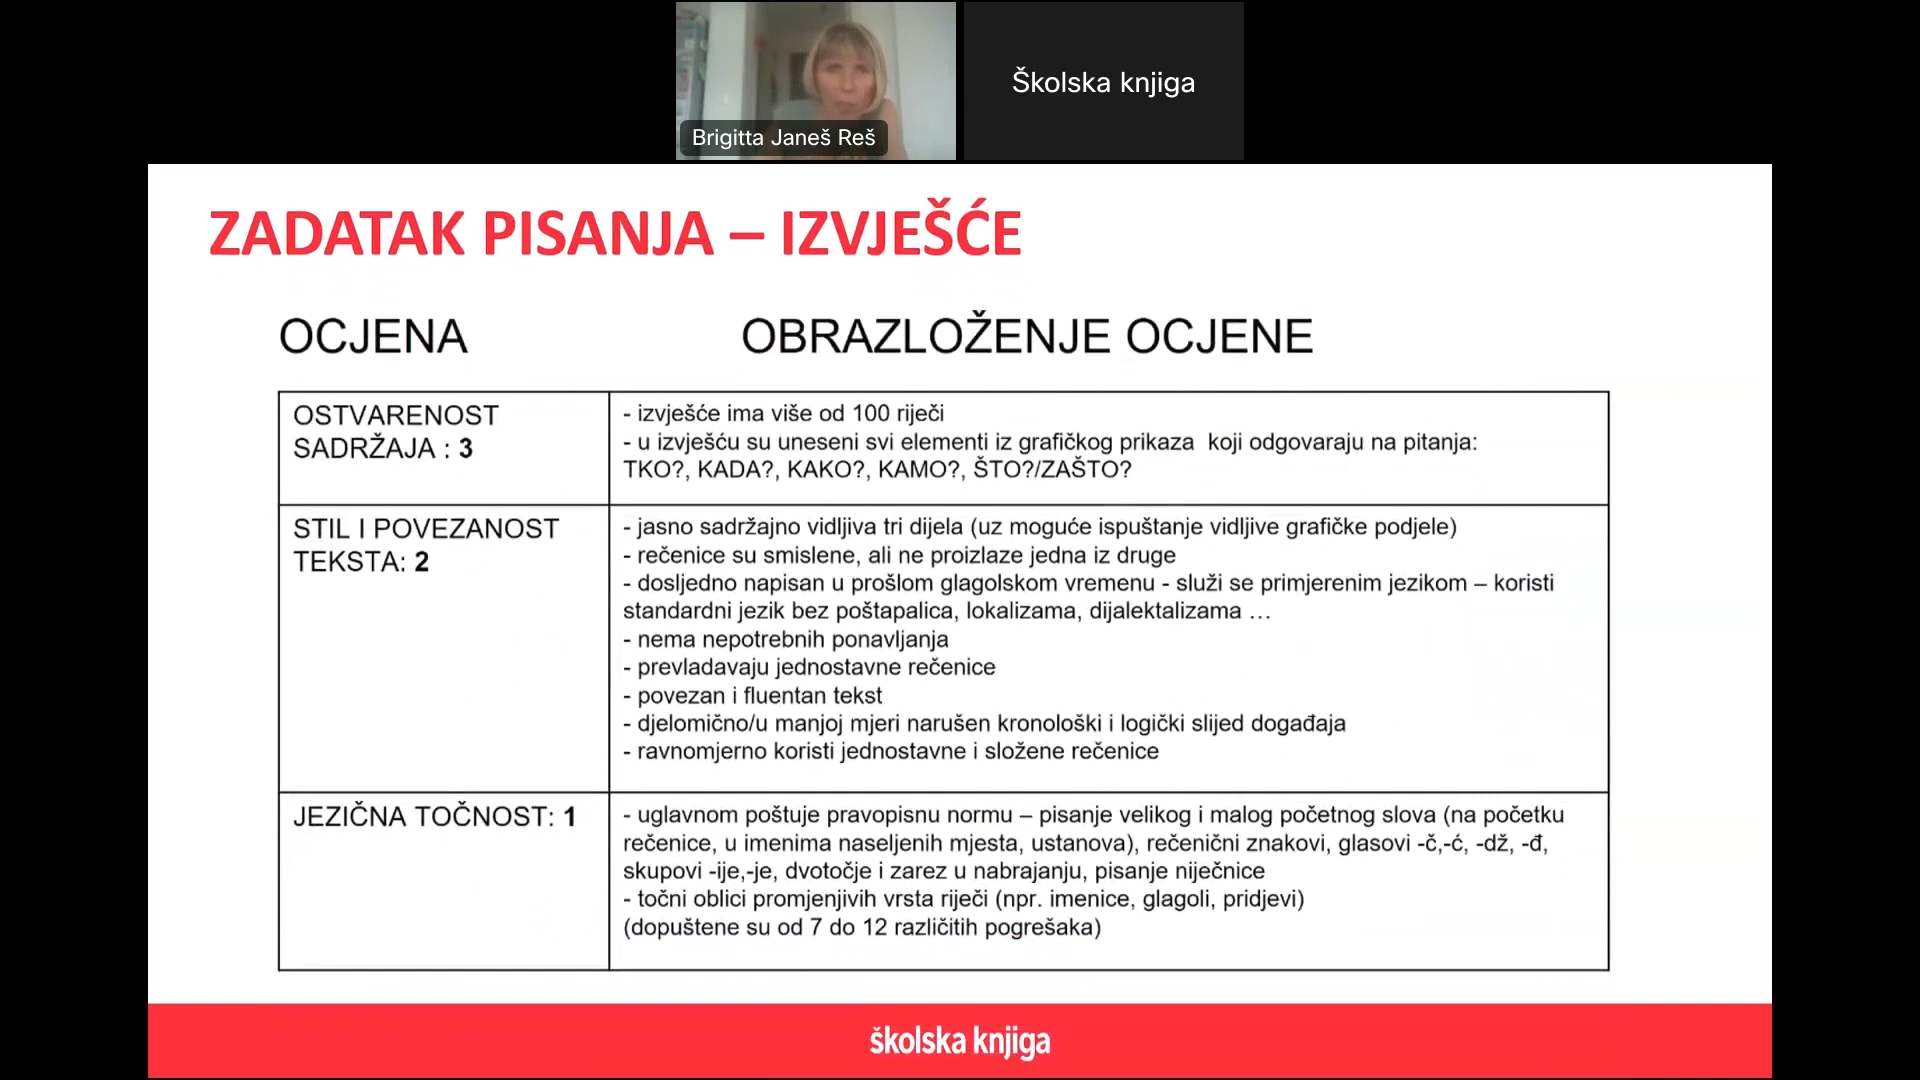 Brigitta Janeš Reš
Školska knjiga
ZADATAK PISANJA – IZVJEŠĆE
OCJENA
OBRAZLOŽENJE OCJENE
OSTVARENOST
SADRŽAJA : 3
- izvješće ima više od 100 riječi
- u izvješću su uneseni svi elementi iz grafičkog prikaza  koji odgovaraju na pitanja:
TKO?, KADA?, KAKO?, KAMO?, ŠTO?/ZAŠTO?
STIL I POVEZANOST
TEKSTA: 2
- jasno sadržajno vidljiva tri dijela (uz moguće ispuštanje vidljive grafičke podjele)
- rečenice su smislene, ali ne proizlaze jedna iz druge
- dosljedno napisan u prošlom glagolskom vremenu - služi se primjerenim jezikom – koristi
standardni jezik bez poštapalica, lokalizama, dijalektalizama …
- nema nepotrebnih ponavljanja
- prevladavaju jednostavne rečenice
- povezan i fluentan tekst
- djelomično/u manjoj mjeri narušen kronološki i logički slijed događaja
- ravnomjerno koristi jednostavne i složene rečenice
JEZIČNA TOČNOST: 1
- uglavnom poštuje pravopisnu normu – pisanje velikog i malog početnog slova (na početku
rečenice, u imenima naseljenih mjesta, ustanova), rečenični znakovi, glasovi -č,-ć, -dž, -đ,
skupovi -ije,-je, dvotočje i zarez u nabrajanju, pisanje niječnice
- točni oblici promjenjivih vrsta riječi (npr. imenice, glagoli, pridjevi)
(dopuštene su od 7 do 12 različitih pogrešaka)
školska knjiga